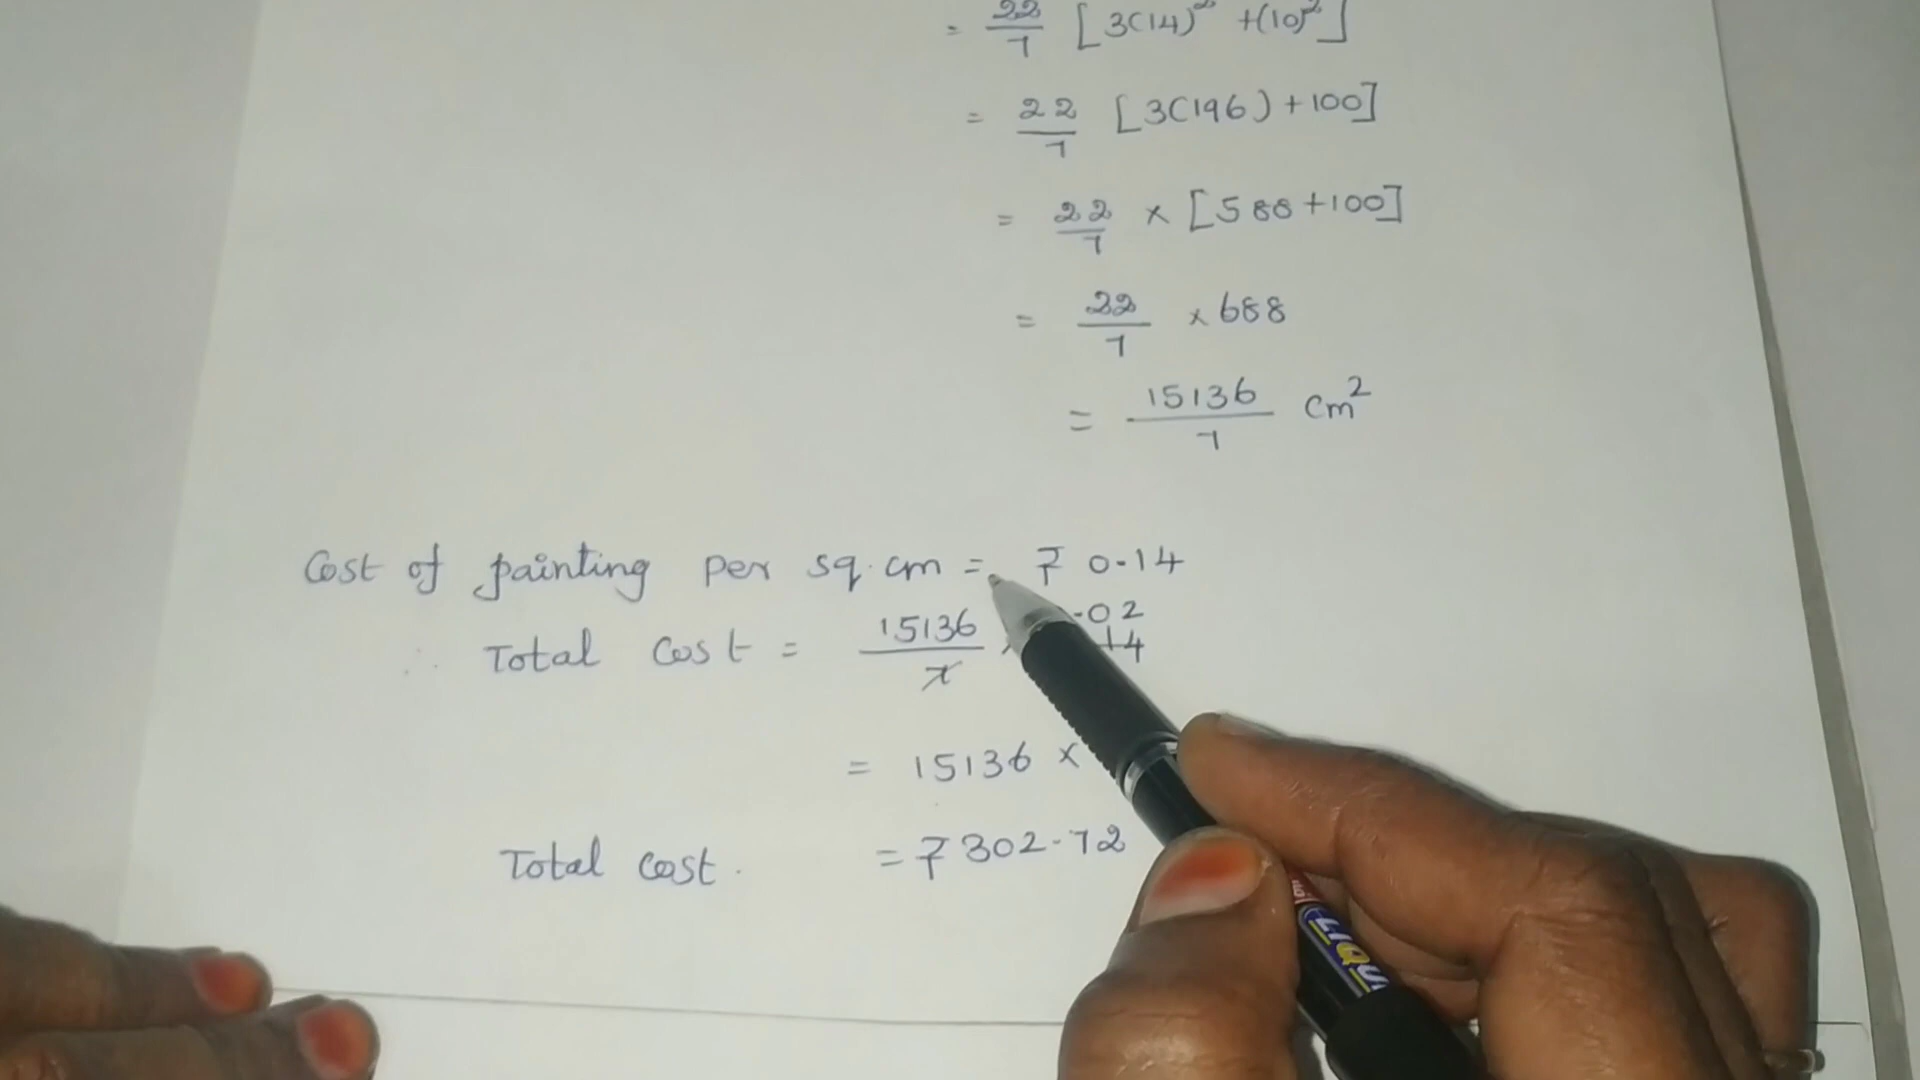 = 22/7 [3(14)² + (10)²]
= 22/7 [3(196) + 100]
= 22/7 × [588 + 100]
= 22/7 × 688
= 15136/7 cm²
Cost of painting per sq.cm = ₹ 0.14
.02
∴ Total cost = 15136/7 × 14
= 15136 ×
Total cost. = ₹ 302.72
LIQU